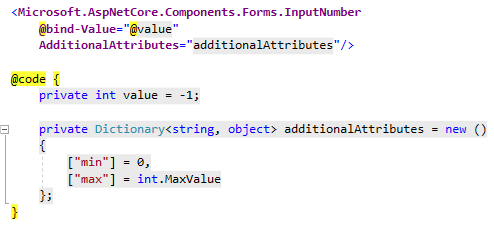 <Microsoft.AspNetCore.Components.Forms.InputNumber
@bind-Value="@value"
AdditionalAttributes="additionalAttributes"/>
@code {
private int value = -1;
private Dictionary<string, object> additionalAttributes = new ()
{
["min"] = 0,
["max"] = int.MaxValue
};
}